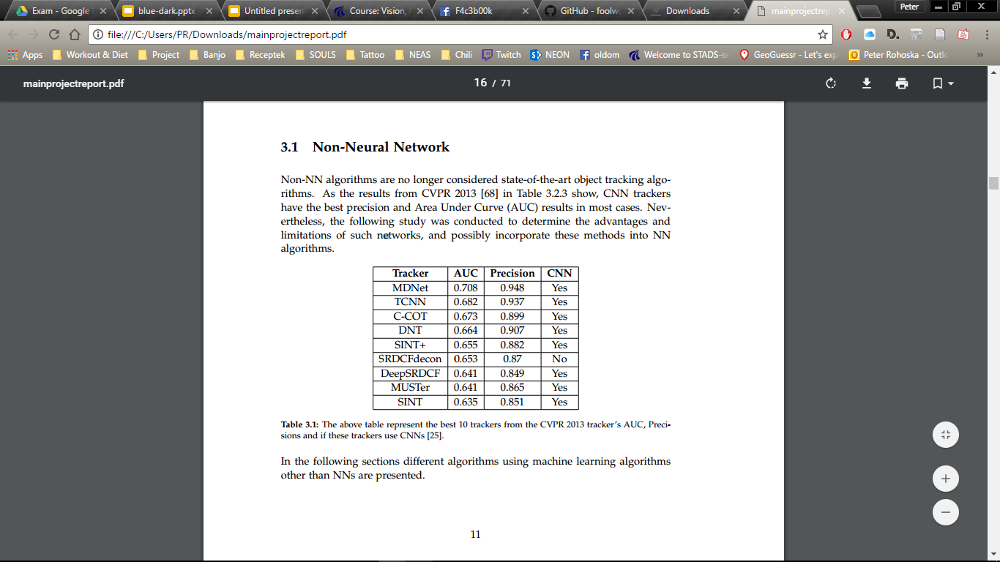 Exam - Google
blue-dark.pptx
Untitled presen
Course: Vision,
F4c3b00k
GitHub - foolw
Downloads
mainprojectrep
Peter
file:///C:/Users/PR/Downloads/mainprojectreport.pdf
D.
Apps Workout & Diet Project Banjo Receptek SOULS Tattoo NEAS Chili Twitch NEON oldom Welcome to STADS-se GeoGuessr - Let's exp Peter Rohoska - Outlo
mainprojectreport.pdf
16 / 71
3.1 Non-Neural Network
Non-NN algorithms are no longer considered state-of-the-art object tracking algo-
rithms. As the results from CVPR 2013 [68] in Table 3.2.3 show, CNN trackers
have the best precision and Area Under Curve (AUC) results in most cases. Nev-
ertheless, the following study was conducted to determine the advantages and
limitations of such networks, and possibly incorporate these methods into NN
algorithms.
Tracker AUC Precision CNN
MDNet 0.708 0.948 Yes
TCNN 0.682 0.937 Yes
C-COT 0.673 0.899 Yes
DNT 0.664 0.907 Yes
SINT+ 0.655 0.882 Yes
SRDCFdecon 0.653 0.87 No
DeepSRDCF 0.641 0.849 Yes
MUSTer 0.641 0.865 Yes
SINT 0.635 0.851 Yes
Table 3.1: The above table represent the best 10 trackers from the CVPR 2013 tracker's AUC, Preci-
sions and if these trackers use CNNs [25].
In the following sections different algorithms using machine learning algorithms
other than NNs are presented.
11